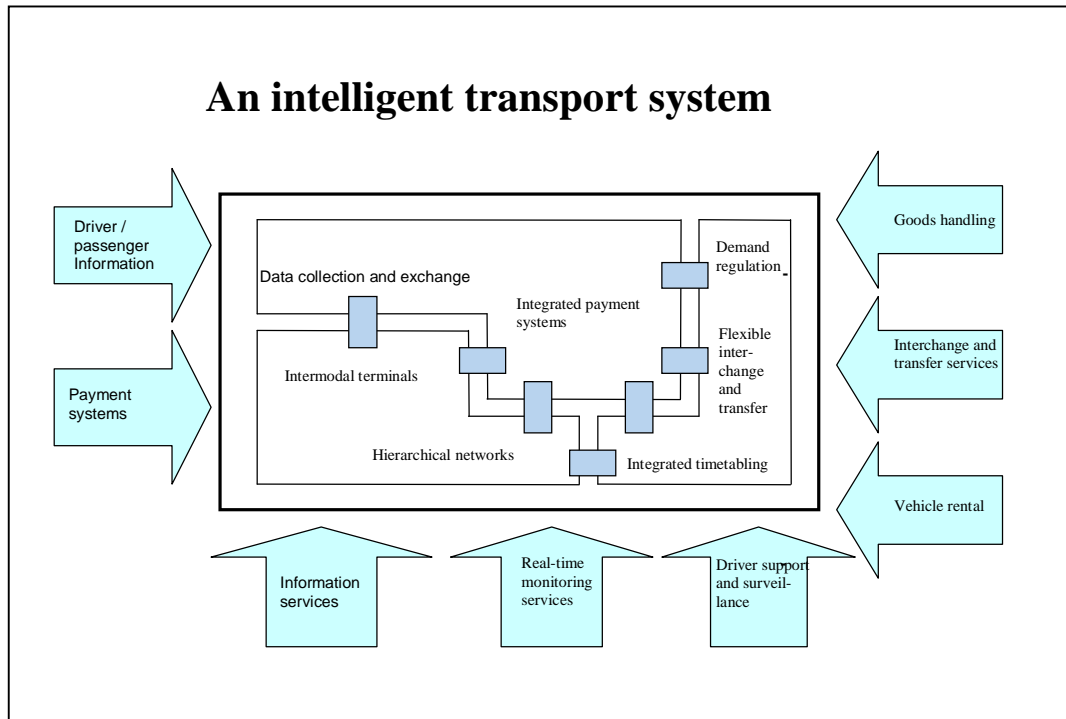 An intelligent transport system
Driver /
passenger
Information
Payment
systems
Data collection and exchange
Integrated payment
systems
Demand
regulation
Intermodal terminals
Flexible
inter-
change
and
transfer
Hierarchical networks
Integrated timetabling
Goods handling
Interchange and
transfer services
Vehicle rental
Information
services
Real-time
monitoring
services
Driver support
and surveil-
lance